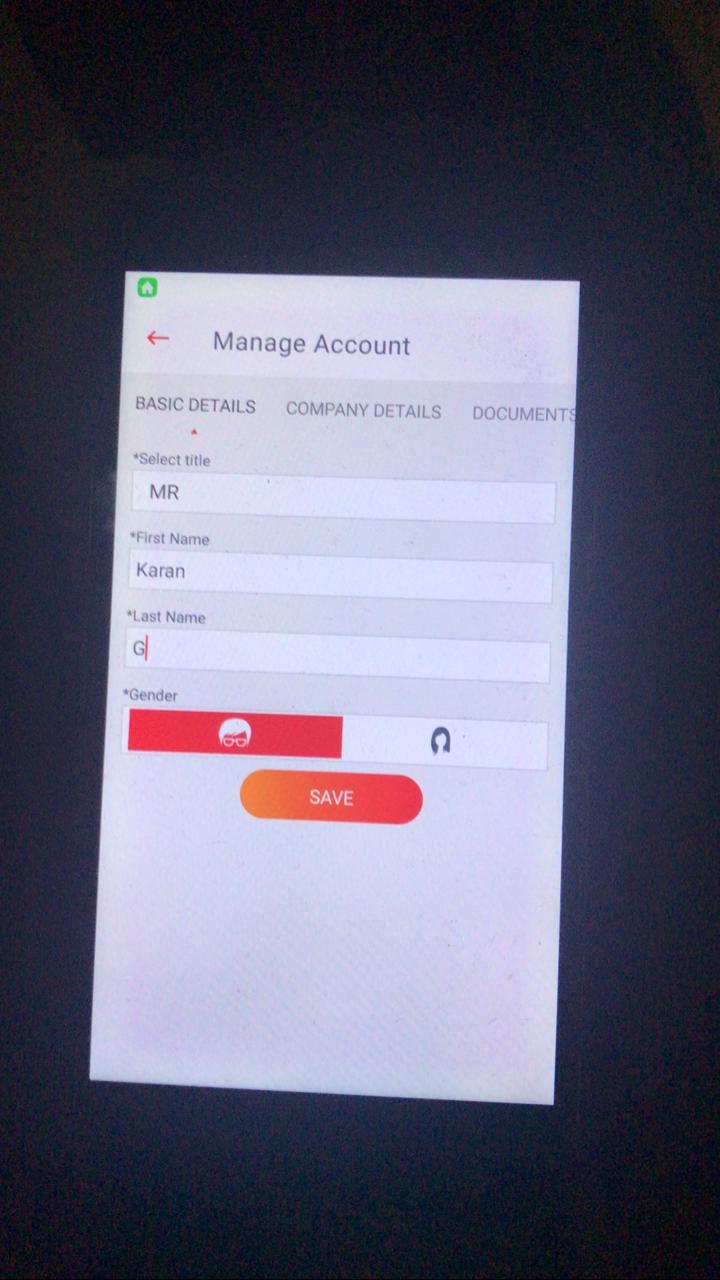 Manage Account
BASIC DETAILS COMPANY DETAILS DOCUMENTS
*Select title
MR
*First Name
Karan
*Last Name
G
*Gender
SAVE